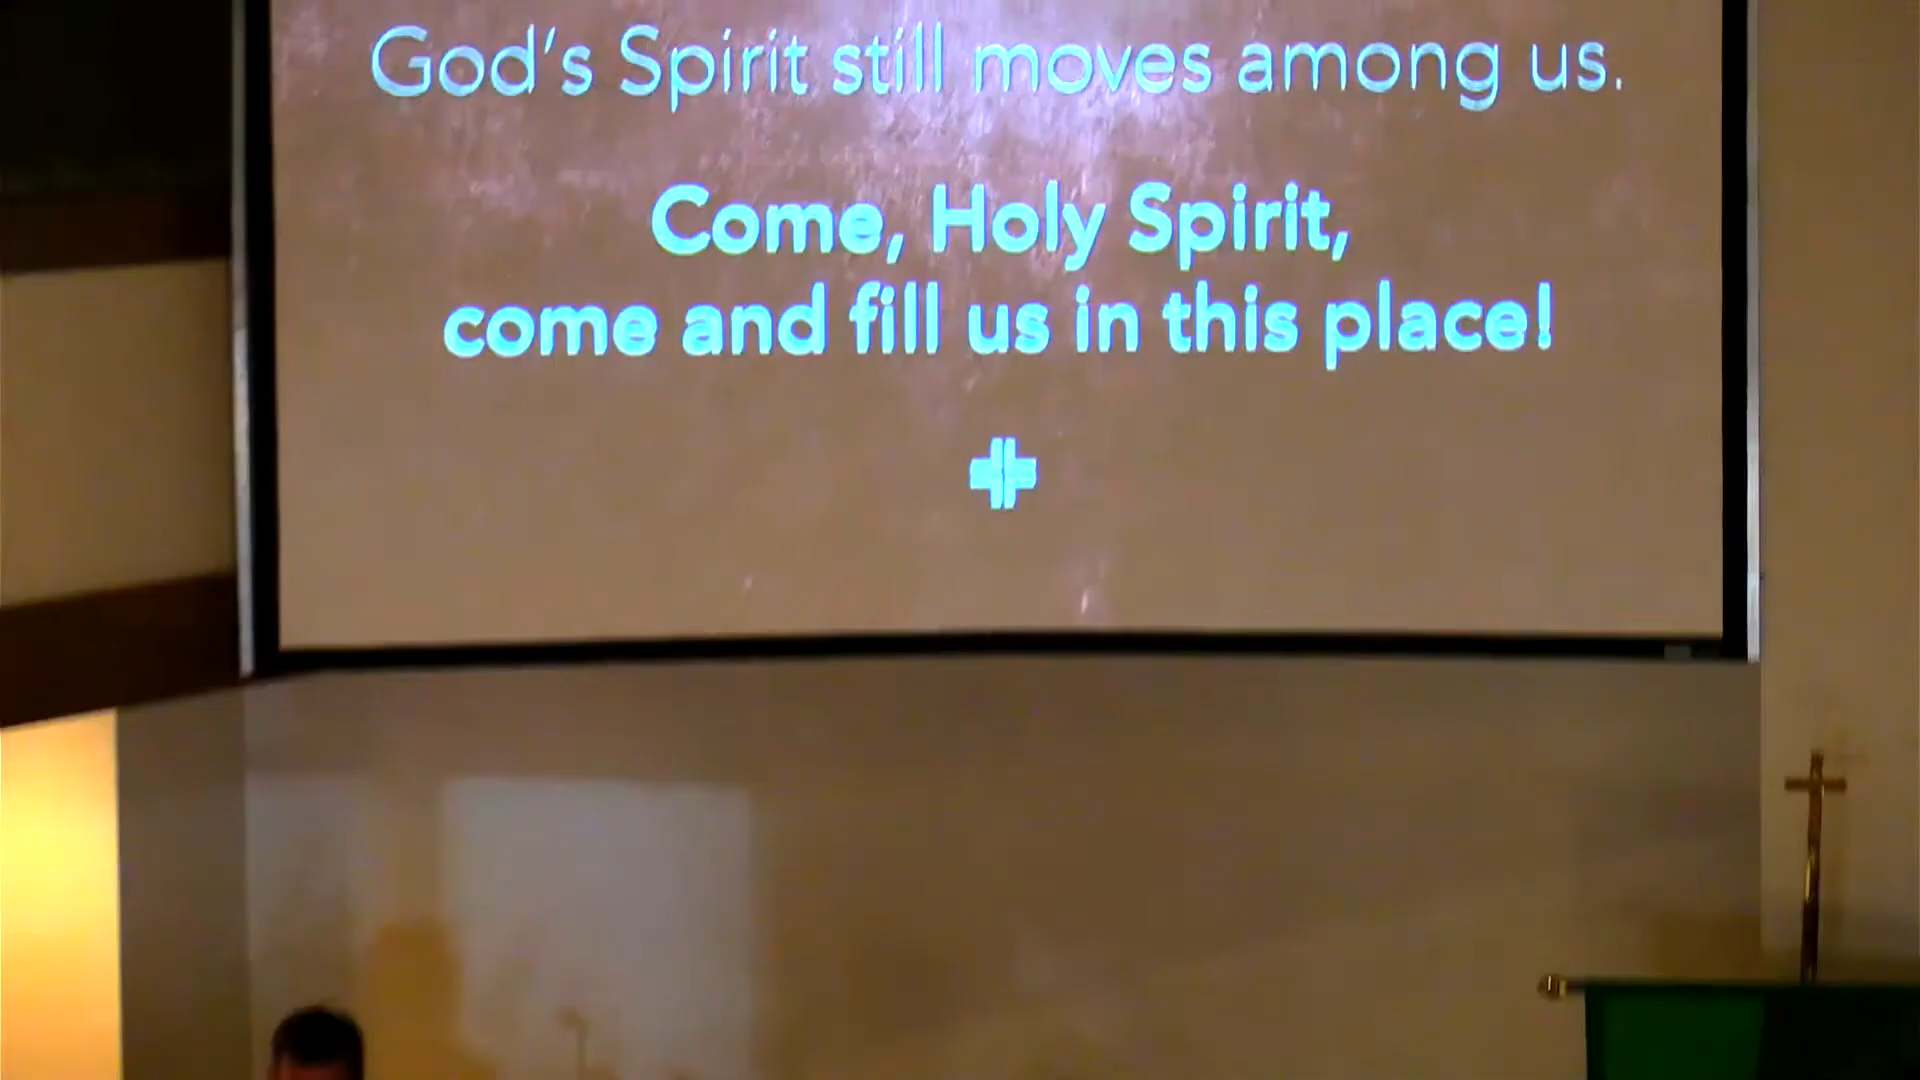 God's Spirit still moves among us.
Come, Holy Spirit,
come and fill us in this place!